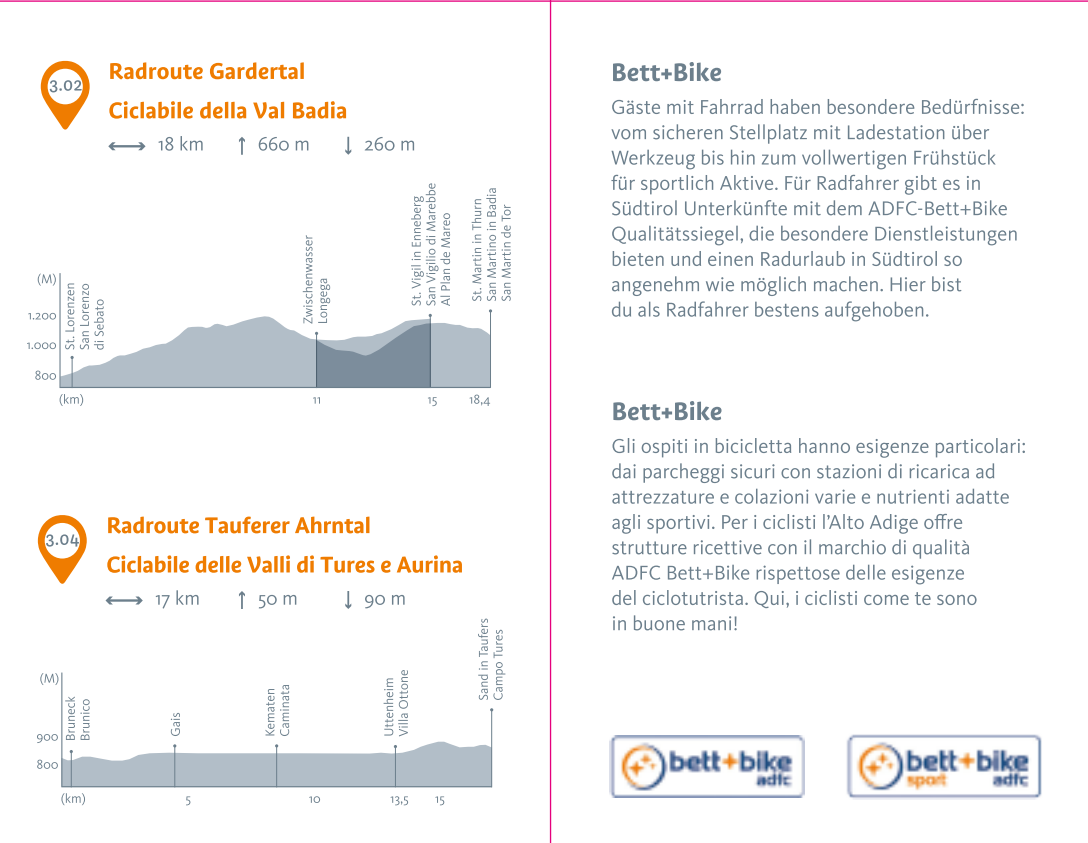 3.02
Radroute Gardertal
Ciclabile della Val Badia
18 km 660 m 260 m
(M)
1.200
1.000
800
St. Lorenzen
San Lorenzo
di Sebato
Zwischenwasser
Longega
St. Vigil in Enneberg
San Vigilio di Marebbe
Al Plan de Mareo
St. Martin in Thurn
San Martino in Badia
San Martin de Tor
(km) 11 15 18,4
3.04
Radroute Tauferer Ahrntal
Ciclabile delle Valli di Tures e Aurina
17 km 50 m 90 m
(M)
900
800
Bruneck
Brunico
Gais
Kematen
Caminata
Uttenheim
Villa Ottone
Sand in Taufers
Campo Tures
(km) 5 10 13,5 15
Bett+Bike
Gäste mit Fahrrad haben besondere Bedürfnisse:
vom sicheren Stellplatz mit Ladestation über
Werkzeug bis hin zum vollwertigen Frühstück
für sportlich Aktive. Für Radfahrer gibt es in
Südtirol Unterkünfte mit dem ADFC-Bett+Bike
Qualitätssiegel, die besondere Dienstleistungen
bieten und einen Radurlaub in Südtirol so
angenehm wie möglich machen. Hier bist
du als Radfahrer bestens aufgehoben.
Bett+Bike
Gli ospiti in bicicletta hanno esigenze particolari:
dai parcheggi sicuri con stazioni di ricarica ad
attrezzature e colazioni varie e nutrienti adatte
agli sportivi. Per i ciclisti l'Alto Adige offre
strutture ricettive con il marchio di qualità
ADFC Bett+Bike rispettose delle esigenze
del ciclotutrista. Qui, i ciclisti come te sono
in buone mani!
bett+bike
adfc
bett+bike
sport adfc